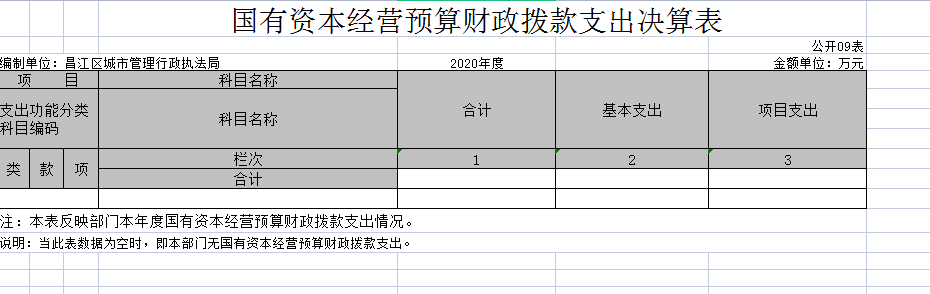 国有资本经营预算财政拨款支出决算表
公开09表
编制单位：昌江区城市管理行政执法局 2020年度 金额单位：万元
项 目 科目名称 合计 基本支出 项目支出
支出功能分类科目编码 科目名称
类 款 项 栏次 1 2 3
合计
注：本表反映部门本年度国有资本经营预算财政拨款支出情况。
说明：当此表数据为空时，即本部门无国有资本经营预算财政拨款支出。